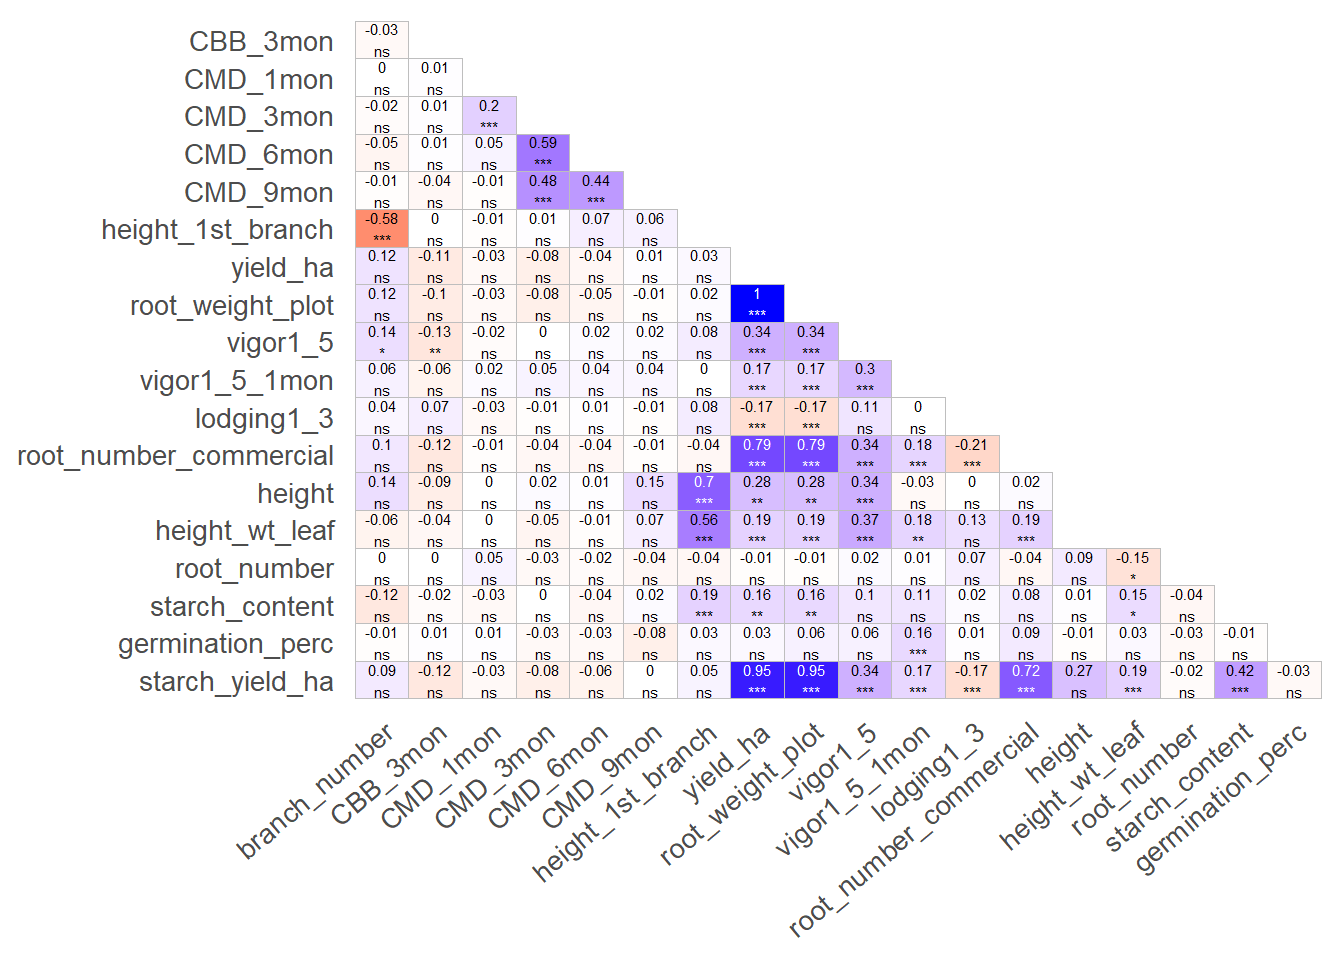 CBB_3mon -0.03
ns
CMD_1mon 0 0.01
ns ns
CMD_3mon -0.02 0.01 0.2
ns ns ***
CMD_6mon -0.05 0.01 0.05 0.59
ns ns ns ***
CMD_9mon -0.01 -0.04 -0.01 0.48 0.44
ns ns ns *** ***
height_1st_branch -0.58 0 -0.01 0.01 0.07 0.06
*** ns ns ns ns ns
yield_ha 0.12 -0.11 -0.03 -0.08 -0.04 0.01 0.03
ns ns ns ns ns ns ns
root_weight_plot 0.12 -0.1 -0.03 -0.08 -0.05 -0.01 0.02 1
ns ns ns ns ns ns ns ***
vigor1_5 0.14 -0.13 -0.02 0 0.02 0.02 0.08 0.34 0.34
* ** ns ns ns ns ns *** ***
vigor1_5_1mon 0.06 -0.06 0.02 0.05 0.04 0.04 0 0.17 0.17 0.3
ns ns ns ns ns ns ns *** *** ***
lodging1_3 0.04 0.07 -0.03 -0.01 0.01 -0.01 0.08 -0.17 -0.17 0.11 0
ns ns ns ns ns ns ns *** *** ns ns
root_number_commercial 0.1 -0.12 -0.01 -0.04 -0.04 -0.01 -0.04 0.79 0.79 0.34 0.18 -0.21
ns ns ns ns ns ns ns *** *** *** *** ***
height 0.14 -0.09 0 0.02 0.01 0.15 0.7 0.28 0.28 0.34 -0.03 0 0.02
ns ns ns ns ns ns *** ** ** *** ns ns ns
height_wt_leaf -0.06 -0.04 0 -0.05 -0.01 0.07 0.56 0.19 0.19 0.37 0.18 0.13 0.19
ns ns ns ns ns ns *** *** *** *** ** ns ***
root_number 0 0 0.05 -0.03 -0.02 -0.04 -0.04 -0.01 -0.01 0.02 0.01 0.07 -0.04 0.09 -0.15
ns ns ns ns ns ns ns ns ns ns ns ns ns ns *
starch_content -0.12 -0.02 -0.03 0 -0.04 0.02 0.19 0.16 0.16 0.1 0.11 0.02 0.08 0.01 0.15 -0.04
ns ns ns ns ns ns *** ** ** ns ns ns ns ns * ns
germination_perc -0.01 0.01 0.01 -0.03 -0.03 -0.08 0.03 0.03 0.06 0.06 0.16 0.01 0.09 -0.01 0.03 -0.03 -0.01
ns ns ns ns ns ns ns ns ns ns *** ns ns ns ns ns ns
starch_yield_ha 0.09 -0.12 -0.03 -0.08 -0.06 0 0.05 0.95 0.95 0.34 0.17 -0.17 0.72 0.27 0.19 -0.02 0.42 -0.03
ns ns ns ns ns ns ns *** *** *** *** *** *** ns *** ns *** ns
branch_number
CBB_3mon
CMD_1mon
CMD_3mon
CMD_6mon
CMD_9mon
height_1st_branch
yield_ha
root_weight_plot
vigor1_5
vigor1_5_1mon
lodging1_3
root_number_commercial
height
height_wt_leaf
root_number
starch_content
germination_perc